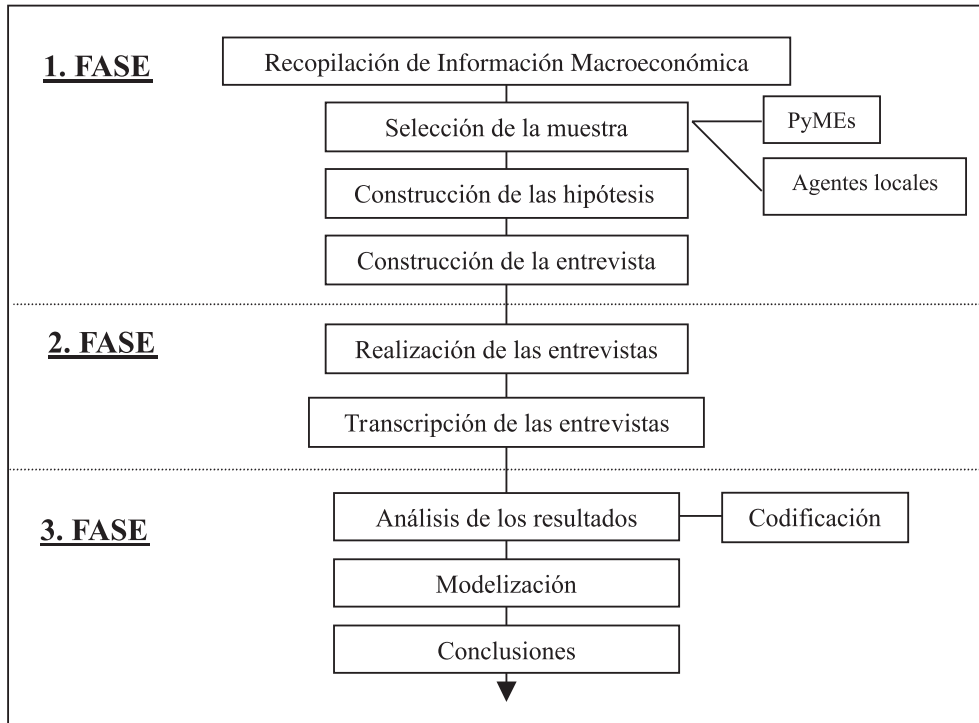 1. FASE
Recopilación de Información Macroeconómica
Selección de la muestra
PyMEs
Agentes locales
Construcción de las hipótesis
Construcción de la entrevista
2. FASE
Realización de las entrevistas
Transcripción de las entrevistas
3. FASE
Análisis de los resultados
Codificación
Modelización
Conclusiones